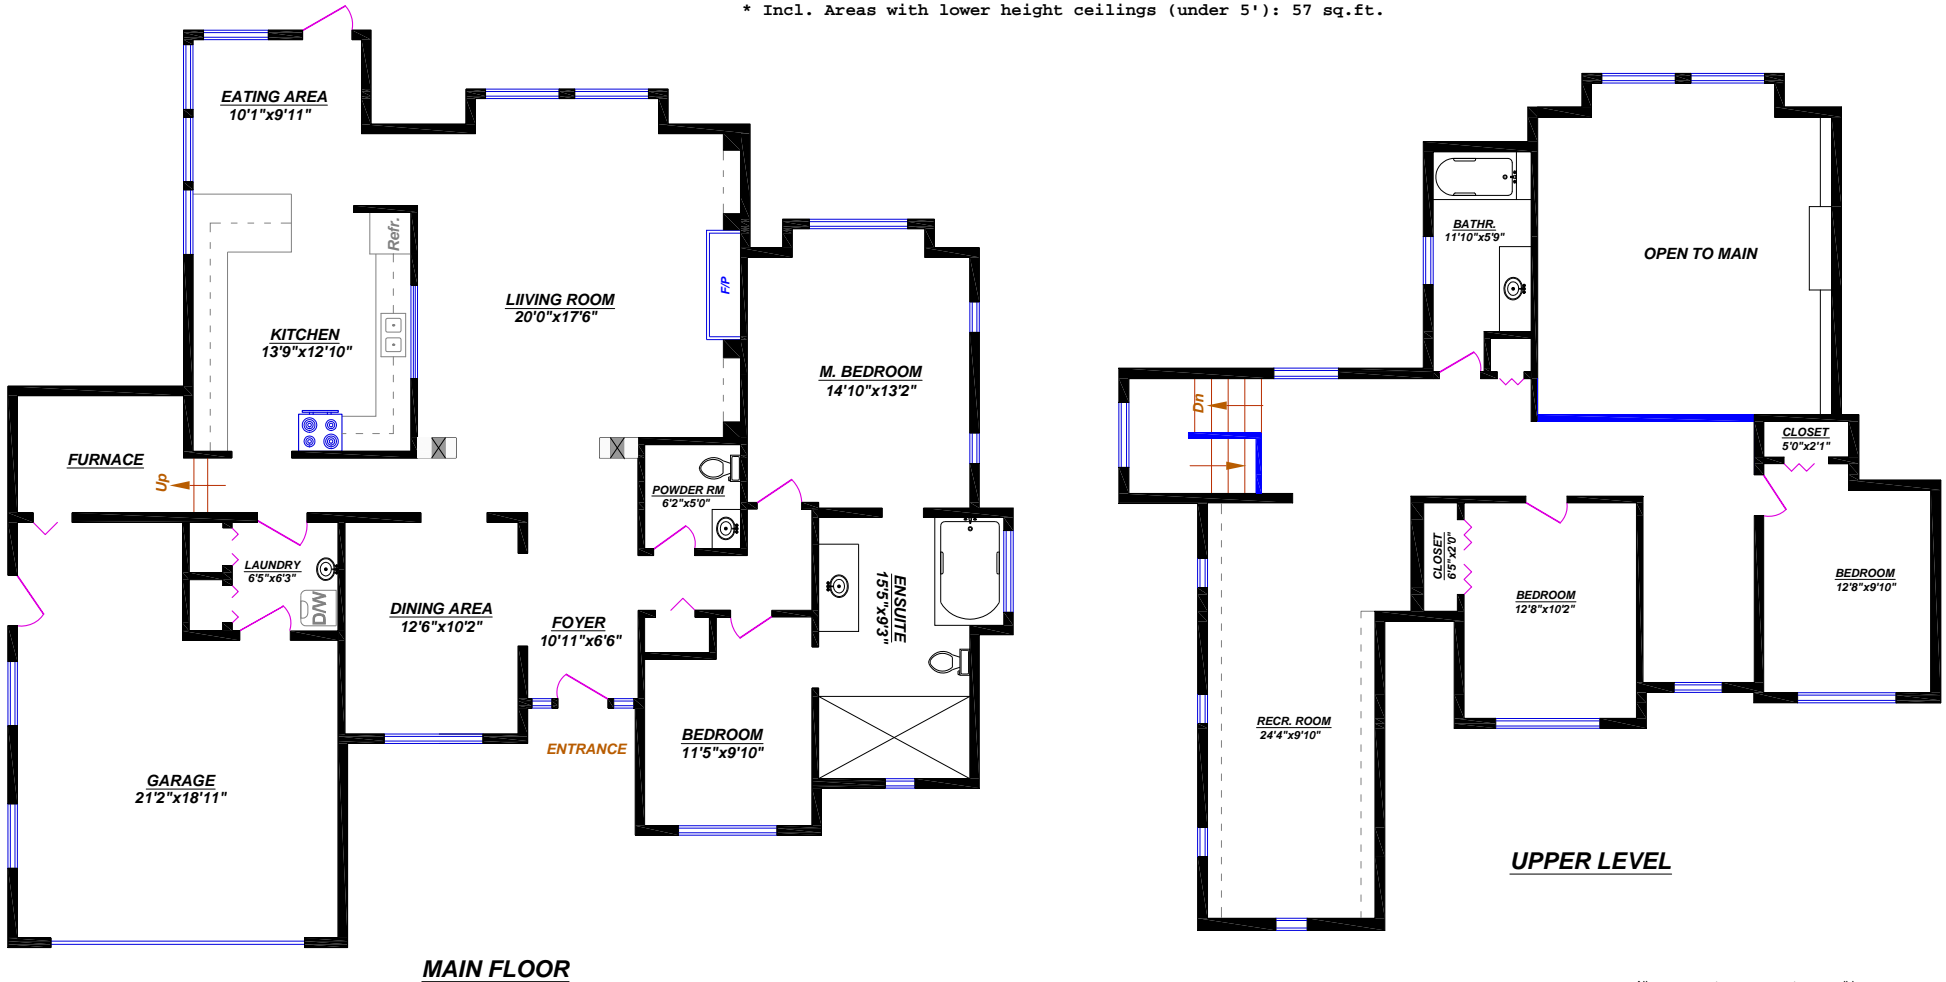 * Incl. Areas with lower height ceilings (under 5'): 57 sq.ft.
EATING AREA
10'1"x9'11"
Refr.
LIIVING ROOM
20'0"x17'6"
F/P
KITCHEN
13'9"x12'10"
M. BEDROOM
14'10"x13'2"
FURNACE
Up
POWDER RM
6'2"x5'0"
LAUNDRY
6'5"x6'3"
D/W
DINING AREA
12'6"x10'2"
FOYER
10'11"x6'6"
ENSUITE
15'5"x9'3"
ENTRANCE
BEDROOM
11'5"x9'10"
GARAGE
21'2"x18'11"
MAIN FLOOR
BATHR.
11'10"x5'9"
OPEN TO MAIN
Dn
CLOSET
5'0"x2'1"
CLOSET
6'5"x2'0"
BEDROOM
12'8"x10'2"
BEDROOM
12'8"x9'10"
RECR. ROOM
24'4"x9'10"
UPPER LEVEL